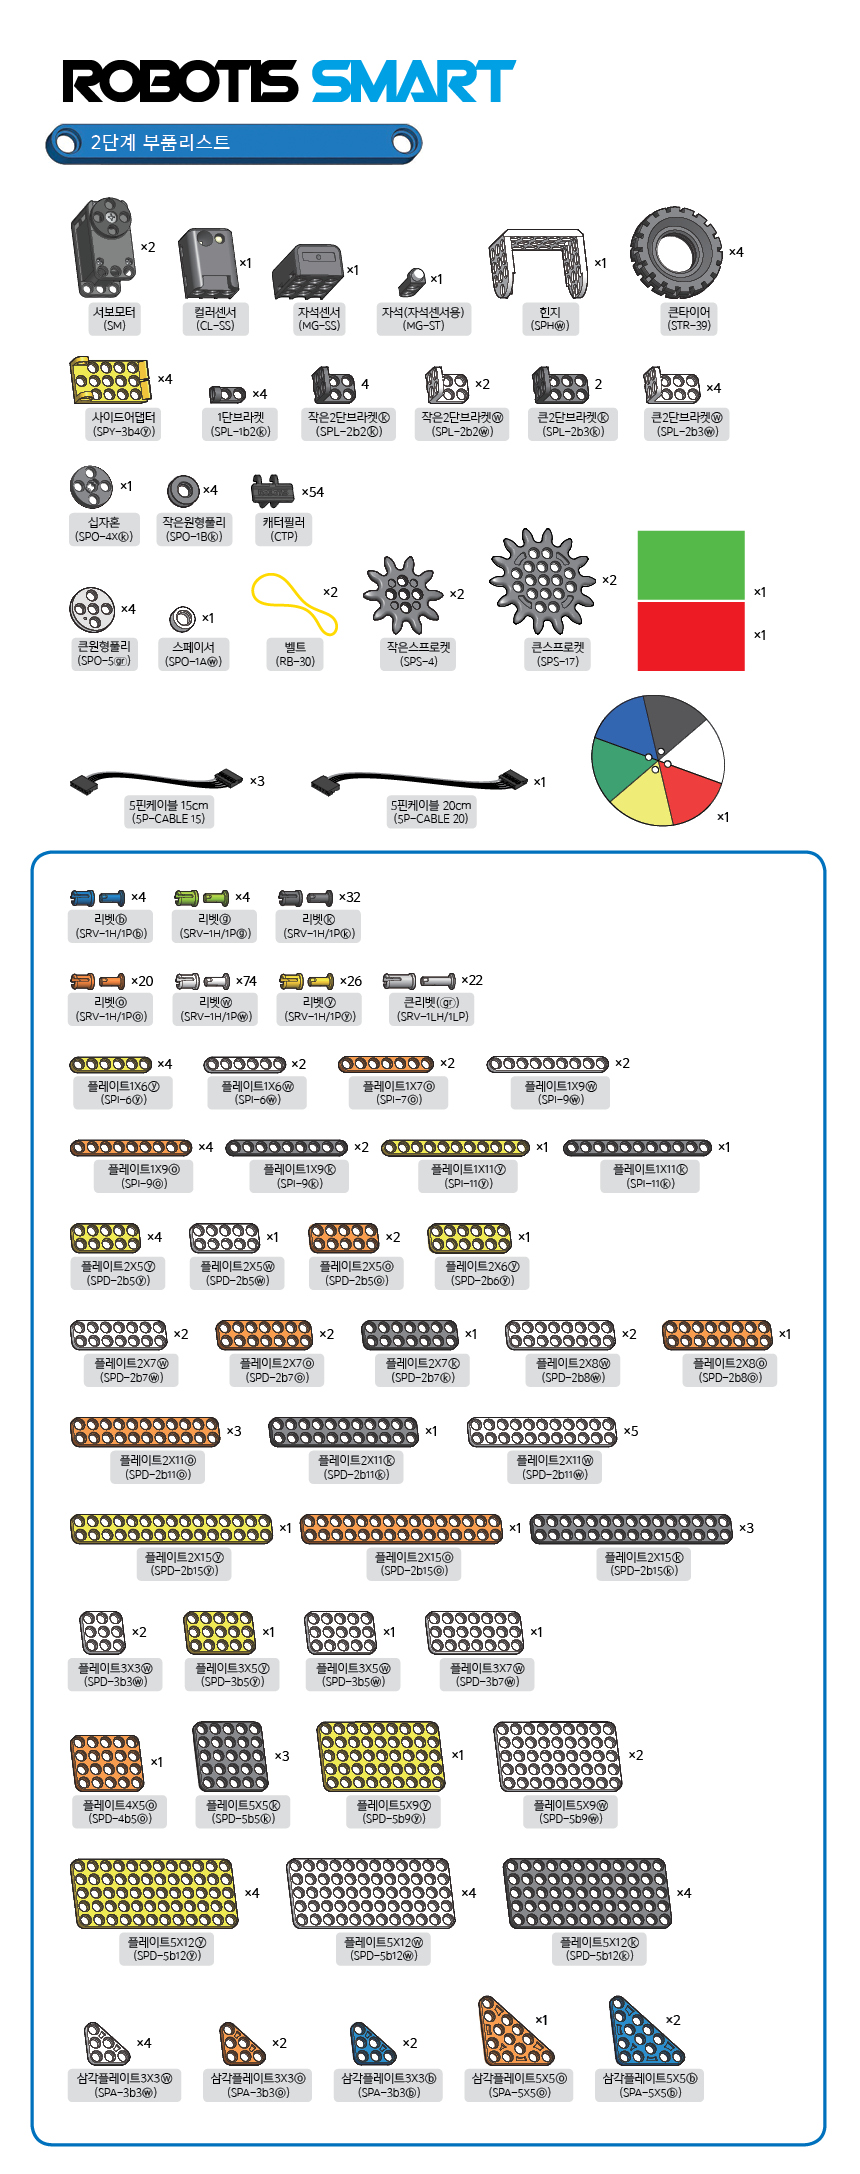 ROBOTIS SMART
2단계 부품리스트
×2
×1
×1
×1
×1
×4
서보모터
(SM)
컬러센서
(CL-SS)
자석센서
(MG-SS)
자석(자석센서용)
(MG-ST)
힌지
(SPHⓦ)
큰타이어
(STR-39)
×4
×4
4
×2
2
×4
사이드어댑터
(SPY-3b4ⓨ)
1단브라켓
(SPL-1b2ⓚ)
작은2단브라켓ⓚ
(SPL-2b2ⓚ)
작은2단브라켓ⓦ
(SPL-2b2ⓦ)
큰2단브라켓ⓚ
(SPL-2b3ⓚ)
큰2단브라켓ⓦ
(SPL-2b3ⓦ)
×1
×4
×54
십자혼
(SPO-4Xⓚ)
작은원형풀리
(SPO-1Bⓚ)
캐터필러
(CTP)
×4
×1
×2
×2
×2
×1
×1
큰원형풀리
(SPO-5gr)
스페이서
(SPO-1Aⓦ)
벨트
(RB-30)
작은스프로켓
(SPS-4)
큰스프로켓
(SPS-17)
×3
×1
×1
5핀케이블 15cm
(5P-CABLE 15)
5핀케이블 20cm
(5P-CABLE 20)
×4
×4
×32
리벳ⓑ
(SRV-1H/1Pⓑ)
리벳ⓖ
(SRV-1H/1Pⓖ)
리벳ⓚ
(SRV-1H/1Pⓚ)
×20
×74
×26
×22
리벳ⓞ
(SRV-1H/1Pⓞ)
리벳ⓦ
(SRV-1H/1Pⓦ)
리벳ⓨ
(SRV-1H/1Pⓨ)
큰리벳(gr)
(SRV-1LH/1LP)
×4
×2
×2
×2
플레이트1X6ⓨ
(SPI-6ⓨ)
플레이트1X6ⓦ
(SPI-6ⓦ)
플레이트1X7ⓞ
(SPI-7ⓞ)
플레이트1X9ⓦ
(SPI-9ⓦ)
×4
×2
×1
×1
플레이트1X9ⓞ
(SPI-9ⓞ)
플레이트1X9ⓚ
(SPI-9ⓚ)
플레이트1X11ⓨ
(SPI-11ⓨ)
플레이트1X11ⓚ
(SPI-11ⓚ)
×4
×1
×2
×1
플레이트2X5ⓨ
(SPD-2b5ⓨ)
플레이트2X5ⓦ
(SPD-2b5ⓦ)
플레이트2X5ⓞ
(SPD-2b5ⓞ)
플레이트2X6ⓨ
(SPD-2b6ⓨ)
×2
×2
×1
×2
×1
플레이트2X7ⓦ
(SPD-2b7ⓦ)
플레이트2X7ⓞ
(SPD-2b7ⓞ)
플레이트2X7ⓚ
(SPD-2b7ⓚ)
플레이트2X8ⓦ
(SPD-2b8ⓦ)
플레이트2X8ⓞ
(SPD-2b8ⓞ)
×3
×1
×5
플레이트2X11ⓞ
(SPD-2b11ⓞ)
플레이트2X11ⓚ
(SPD-2b11ⓚ)
플레이트2X11ⓦ
(SPD-2b11ⓦ)
×1
×1
×3
플레이트2X15ⓨ
(SPD-2b15ⓨ)
플레이트2X15ⓞ
(SPD-2b15ⓞ)
플레이트2X15ⓚ
(SPD-2b15ⓚ)
×2
×1
×1
×1
플레이트3X3ⓦ
(SPD-3b3ⓦ)
플레이트3X5ⓨ
(SPD-3b5ⓨ)
플레이트3X5ⓦ
(SPD-3b5ⓦ)
플레이트3X7ⓦ
(SPD-3b7ⓦ)
×1
×3
×1
×2
플레이트4X5ⓞ
(SPD-4b5ⓞ)
플레이트5X5ⓚ
(SPD-5b5ⓚ)
플레이트5X9ⓨ
(SPD-5b9ⓨ)
플레이트5X9ⓦ
(SPD-5b9ⓦ)
×4
×4
×4
플레이트5X12ⓨ
(SPD-5b12ⓨ)
플레이트5X12ⓦ
(SPD-5b12ⓦ)
플레이트5X12ⓚ
(SPD-5b12ⓚ)
×4
×2
×2
×1
×2
삼각플레이트3X3ⓦ
(SPA-3b3ⓦ)
삼각플레이트3X3ⓞ
(SPA-3b3ⓞ)
삼각플레이트3X3ⓑ
(SPA-3b3ⓑ)
삼각플레이트5X5ⓞ
(SPA-5X5ⓞ)
삼각플레이트5X5ⓑ
(SPA-5X5ⓑ)